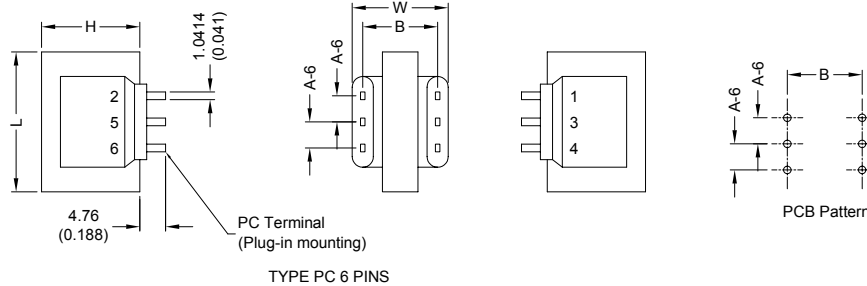 H
1.0414
(0.041)
L
2
5
6
4.76
(0.188)
PC Terminal
(Plug-in mounting)
W
B
A-6
A-6
1
3
4
B
A-6
A-6
PCB Pattern
TYPE PC 6 PINS